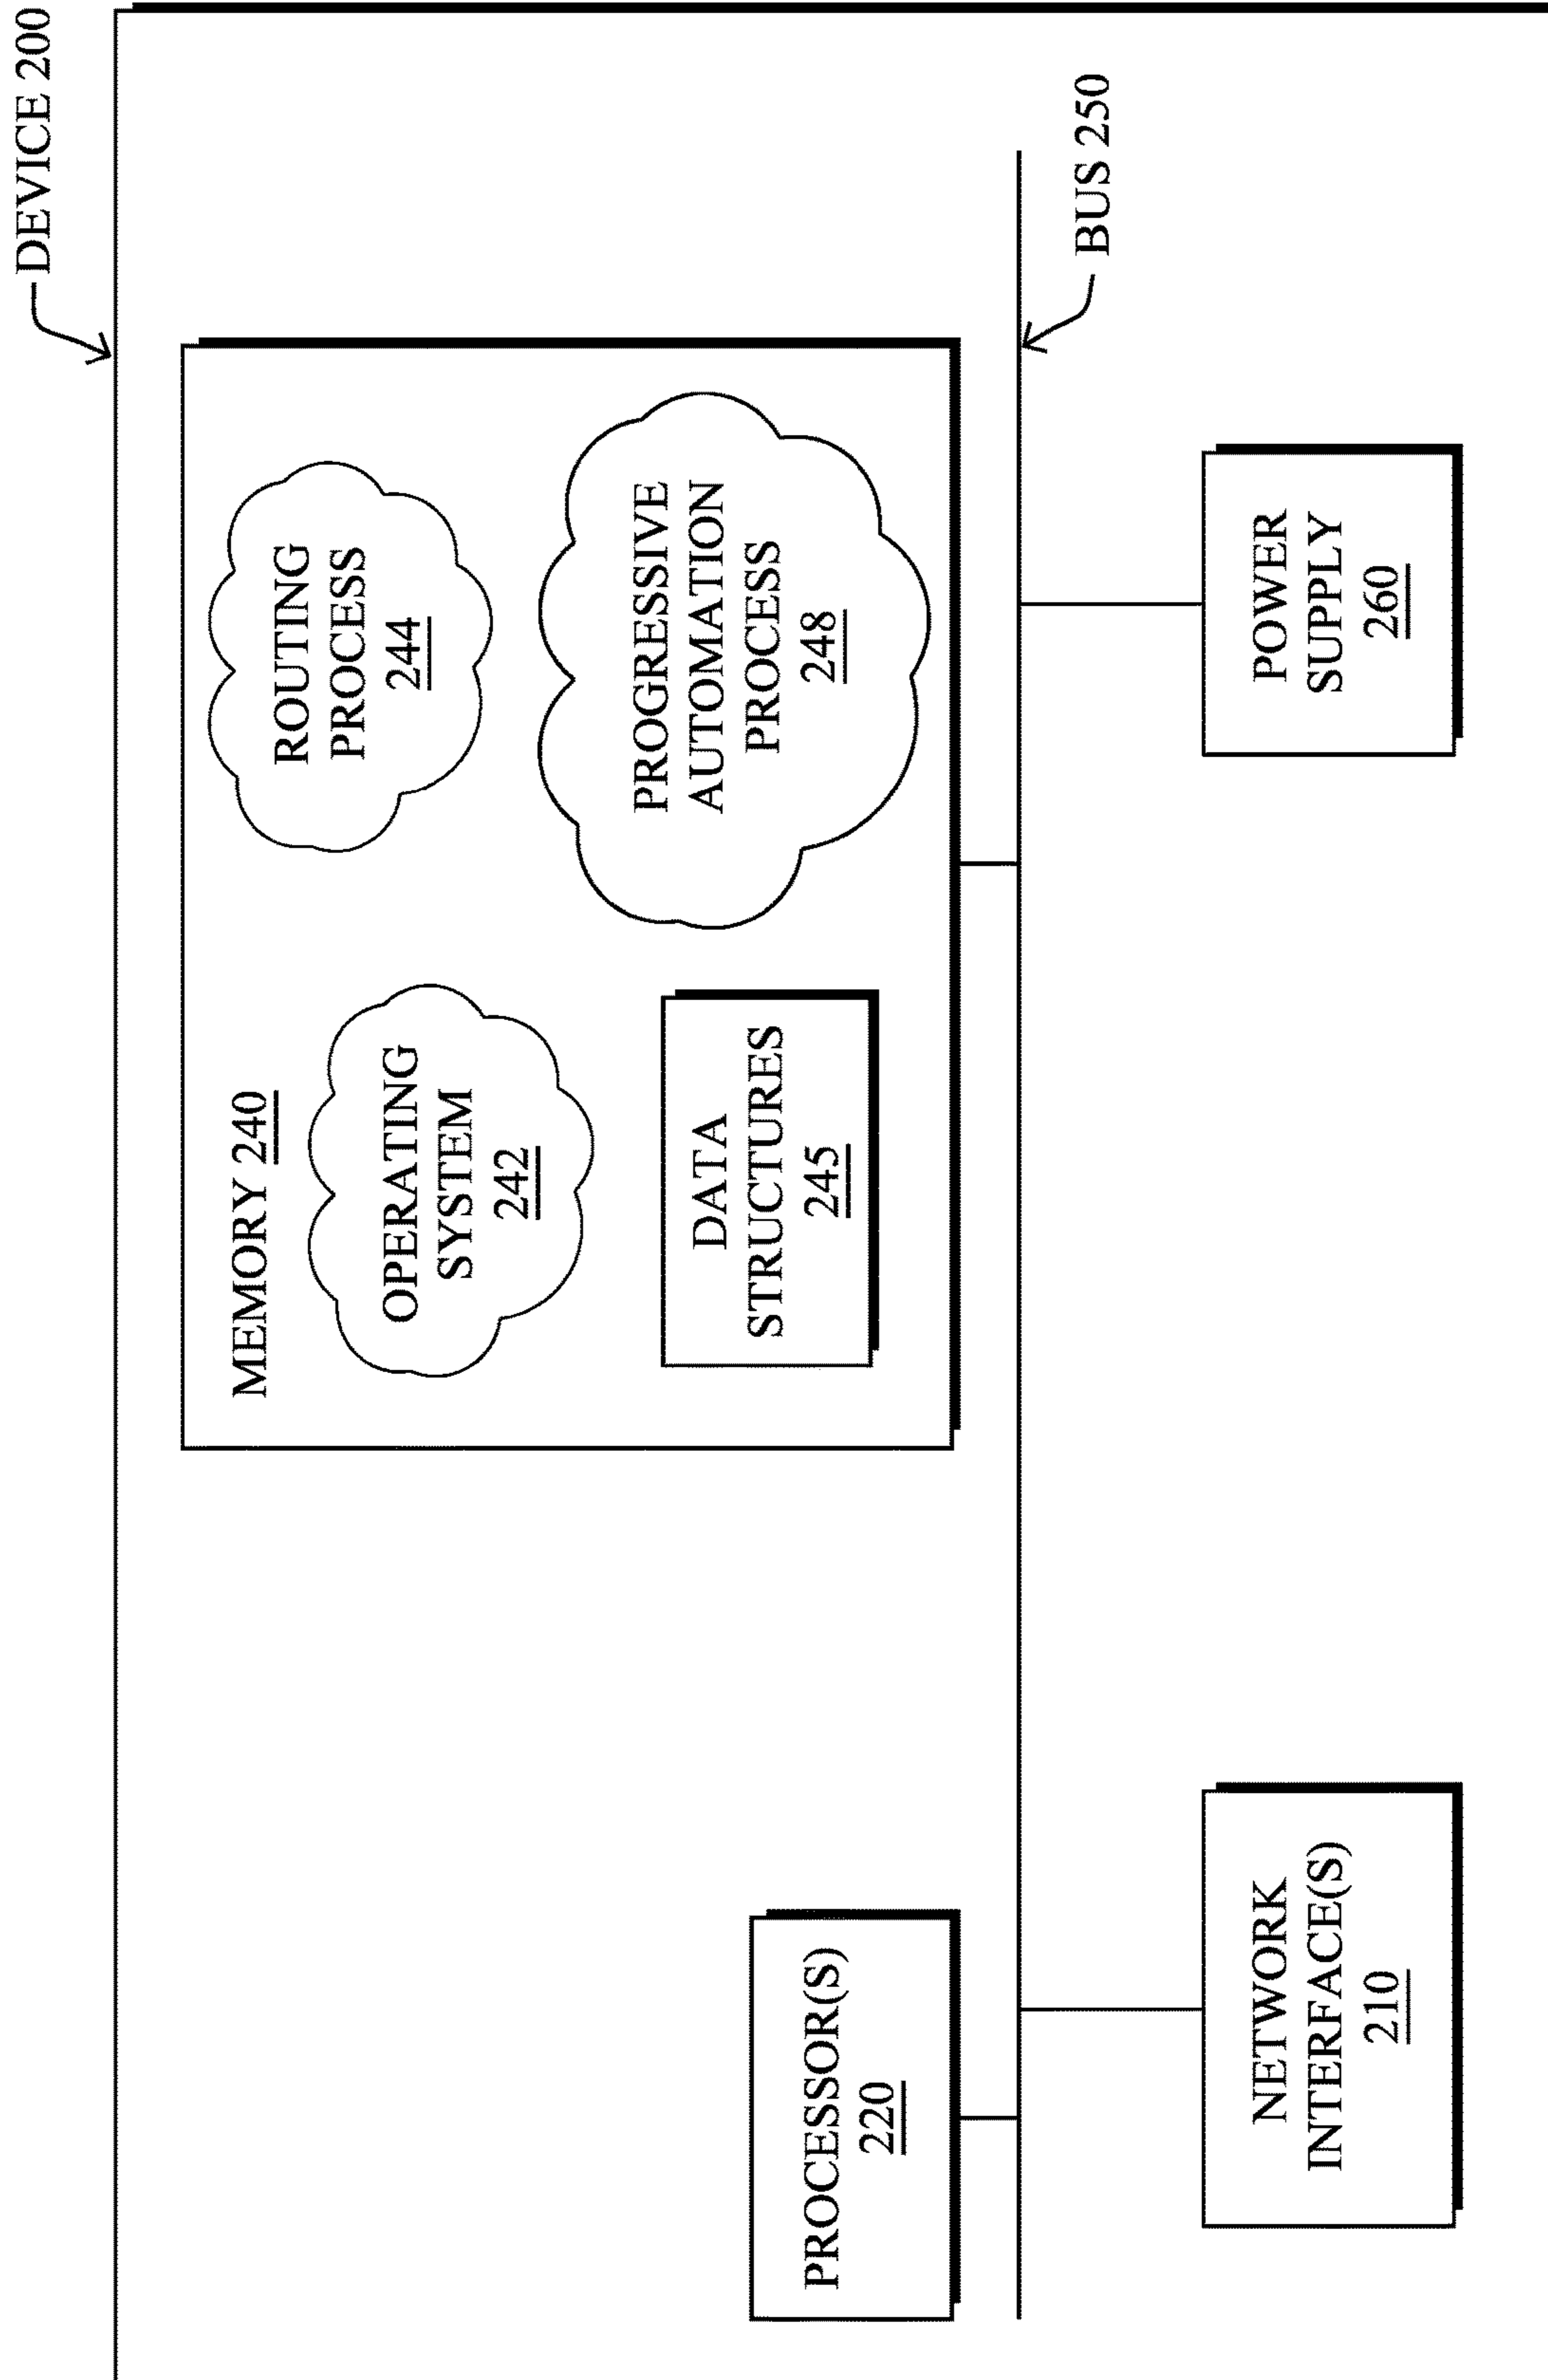 DEVICE 200
MEMORY 240
OPERATING
SYSTEM
242
ROUTING
PROCESS
244
DATA
STRUCTURES
245
PROGRESSIVE
AUTOMATION
PROCESS
248
PROCESSOR(S)
220
BUS 250
NETWORK
INTERFACE(S)
210
POWER
SUPPLY
260